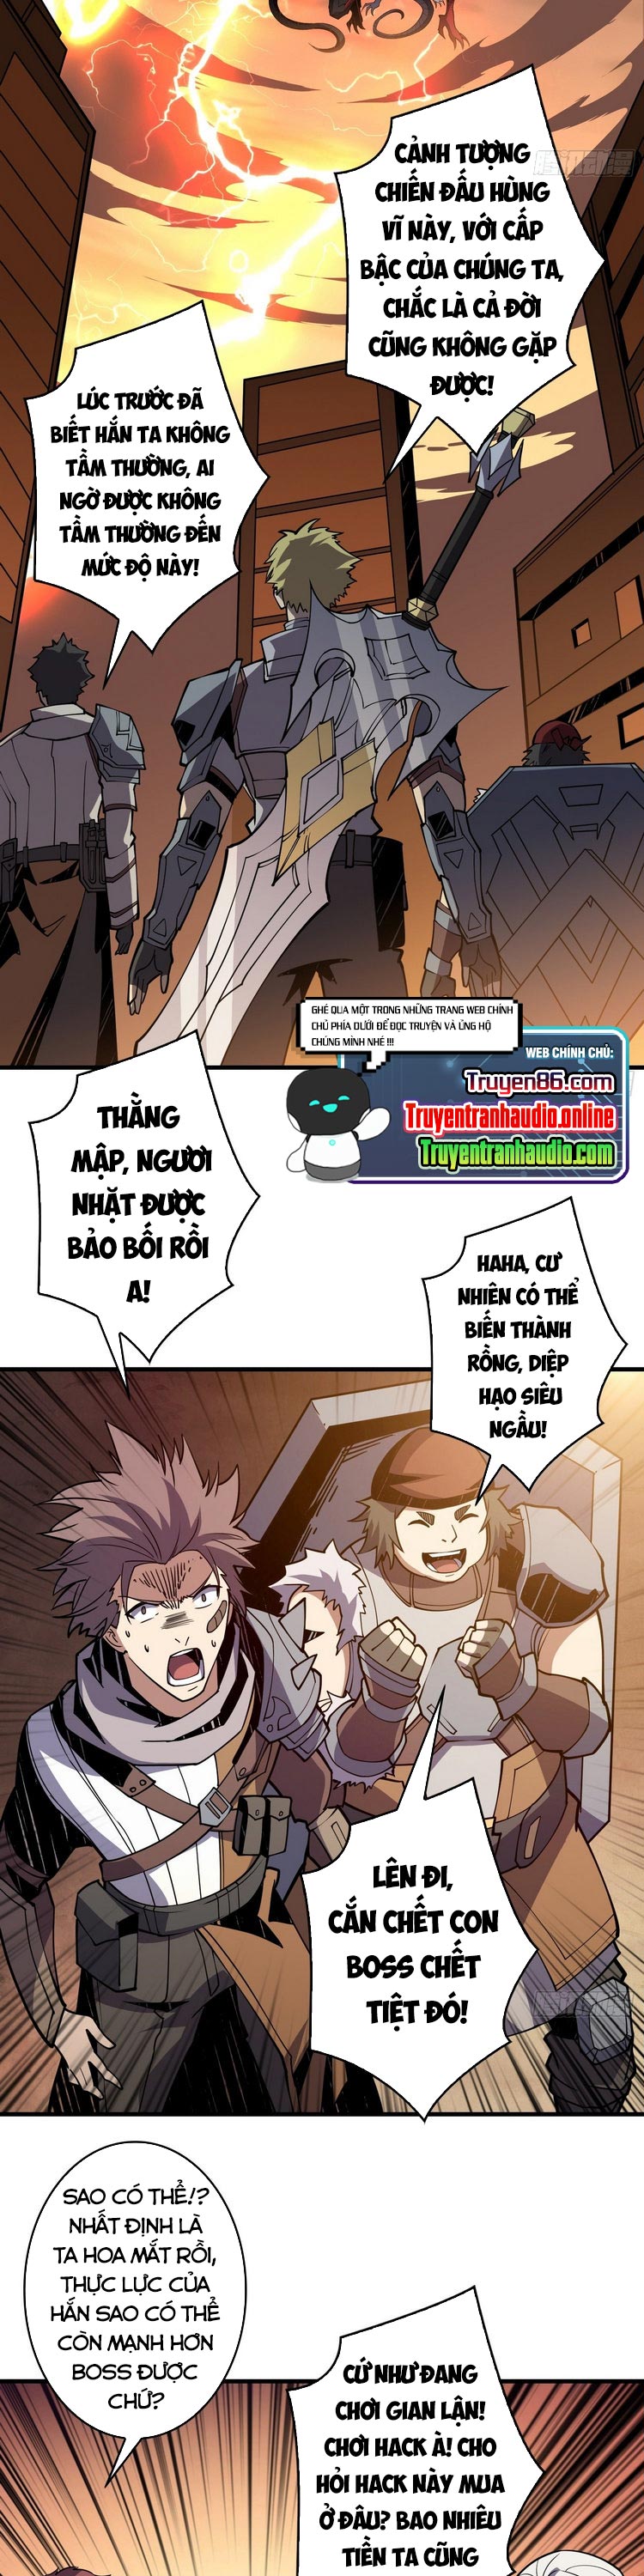 CẢNH TƯỢNG
CHIẾN ĐẤU HÙNG
VĨ NÀY, VỚI CẤP
BẬC CỦA CHÚNG TA,
CHẮC LÀ CẢ ĐỜI
CŨNG KHÔNG GẶP
ĐƯỢC!
LÚC TRƯỚC ĐÃ
BIẾT HẮN TA KHÔNG
TẦM THƯỜNG, AI
NGỜ ĐƯỢC KHÔNG
TẦM THƯỜNG ĐẾN
MỨC ĐỘ NÀY!
GHÉ QUA MỘT TRONG NHỮNG TRANG WEB CHÍNH
CHỦ PHÍA DƯỚI ĐỂ ĐỌC TRUYỆN VÀ ỦNG HỘ
CHÚNG MÌNH NHÉ !!!
WEB CHÍNH CHỦ:
Truyen86.com
Truyentranhaudio.online
Truyentranhaudio.com
THẰNG
MẬP, NGƯƠI
NHẶT ĐƯỢC
BẢO BỐI RỒI
A!
HAHA, CƯ
NHIÊN CÓ THỂ
BIẾN THÀNH
RỒNG, DIỆP
HẠO SIÊU
NGẦU!
LÊN ĐI,
CẮN CHẾT CON
BOSS CHẾT
TIỆT ĐÓ!
SAO CÓ THỂ!?
NHẤT ĐỊNH LÀ
TA HOA MẮT RỒI,
THỰC LỰC CỦA
HẮN SAO CÓ THỂ
CÒN MẠNH HƠN
BOSS ĐƯỢC
CHỨ?
CỨ NHƯ ĐANG
CHƠI GIAN LẬN!
CHƠI HACK À! CHO
HỎI HACK NÀY MUA
Ở ĐÂU? BAO NHIÊU
TIỀN TA CŨNG